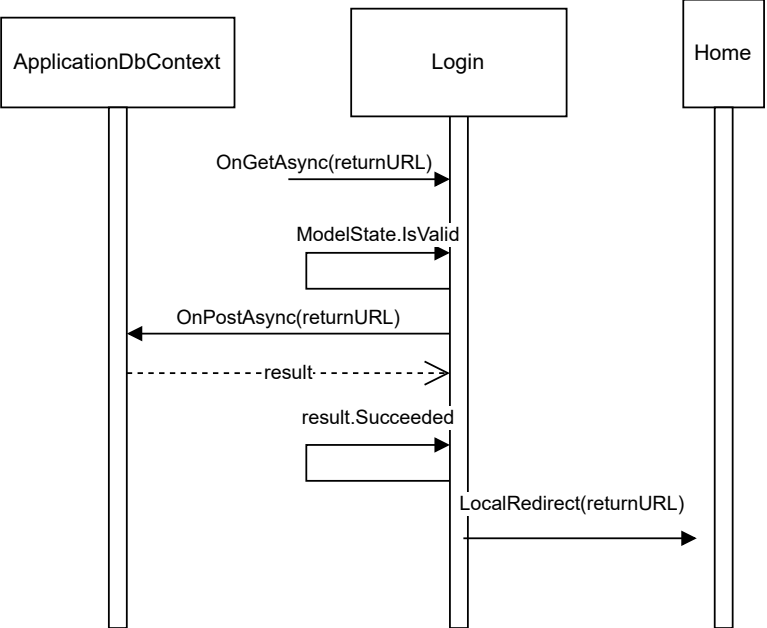 ApplicationDbContext
Login
Home
OnGetAsync(returnURL)
ModelState.IsValid
OnPostAsync(returnURL)
result
result.Succeeded
LocalRedirect(returnURL)